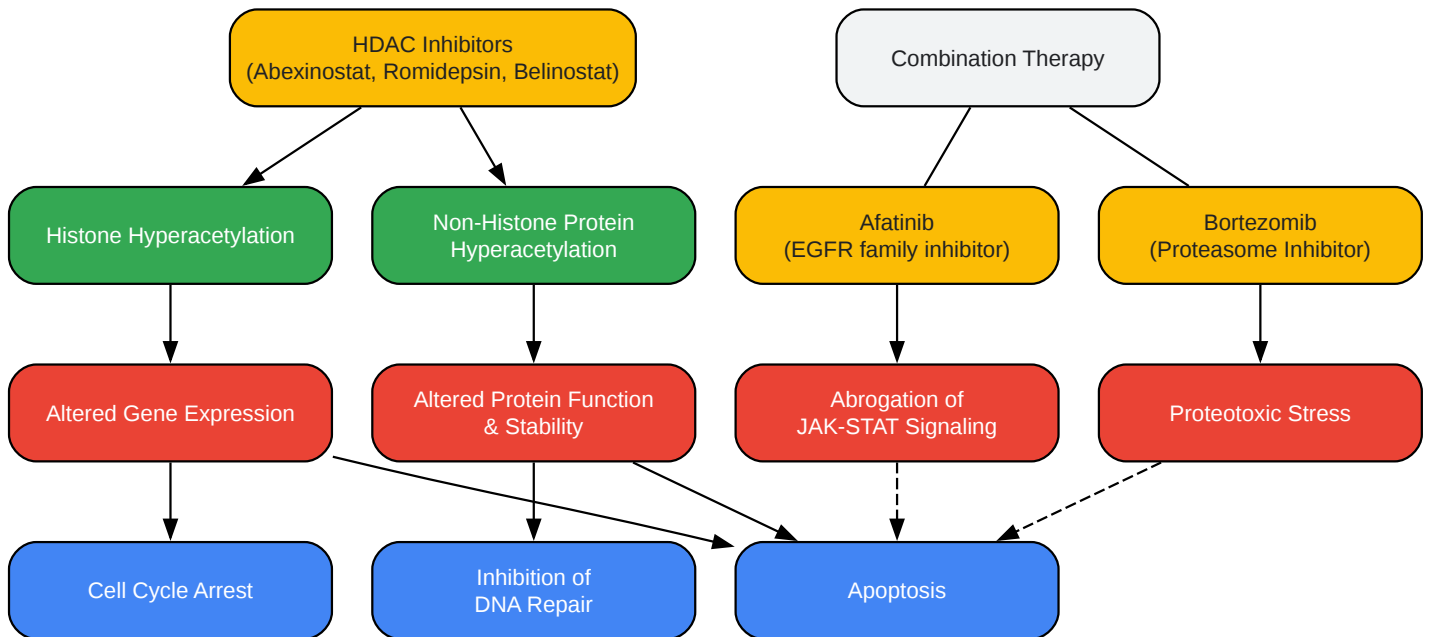 HDAC Inhibitors
(Abexinostat, Romidepsin, Belinostat)
Combination Therapy
Histone Hyperacetylation
Non-Histone Protein
Hyperacetylation
Afatinib
(EGFR family inhibitor)
Bortezomib
(Proteasome Inhibitor)
Altered Gene Expression
Altered Protein Function
& Stability
Abrogation of
JAK-STAT Signaling
Proteotoxic Stress
Cell Cycle Arrest
Inhibition of
DNA Repair
Apoptosis